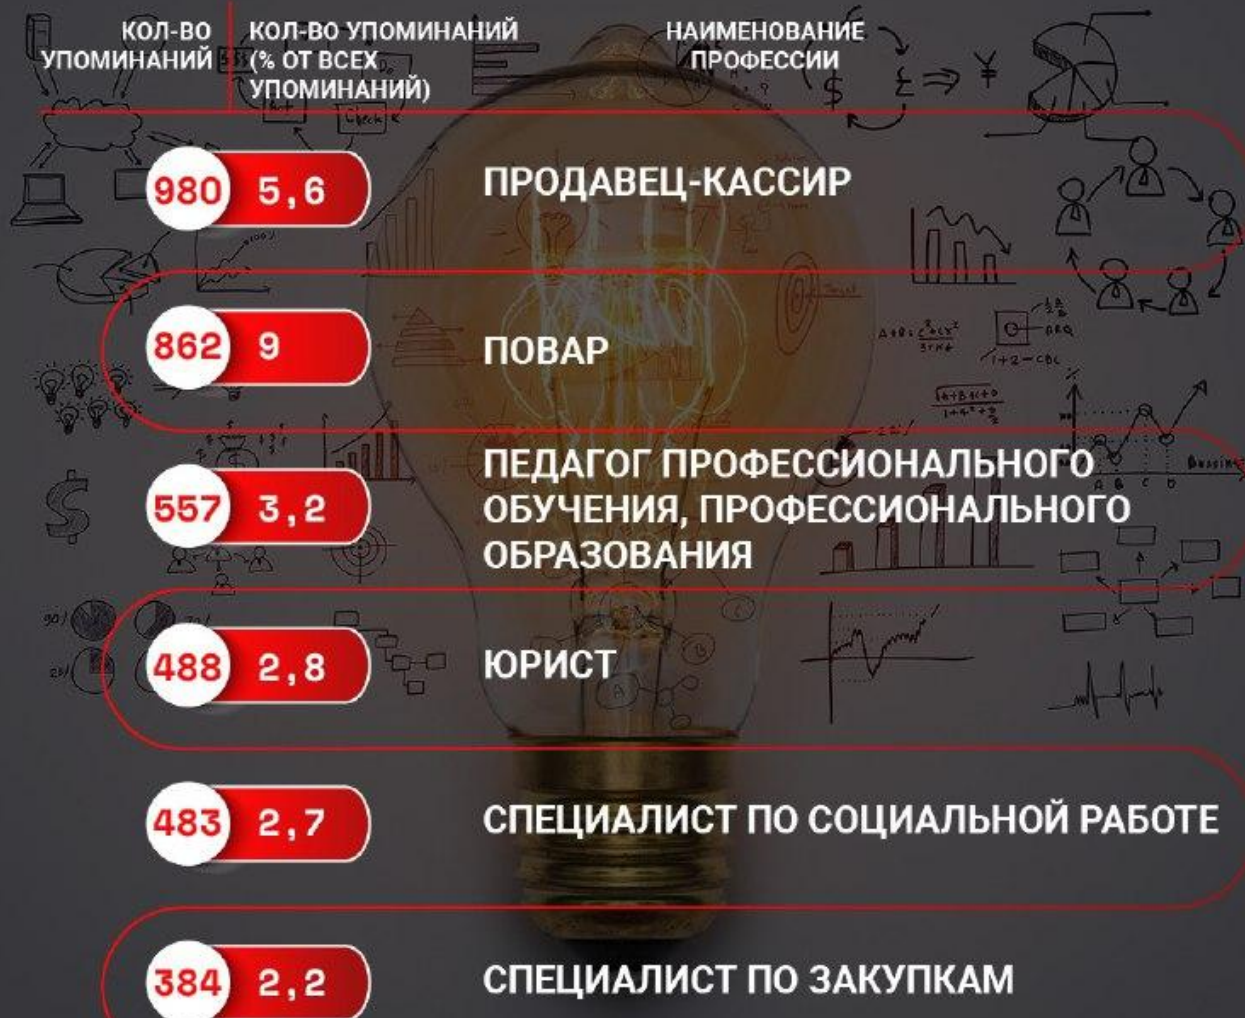 КОЛ-ВО
УПОМИНАНИЙ
КОЛ-ВО УПОМИНАНИЙ
(% ОТ ВСЕХ
УПОМИНАНИЙ)
НАИМЕНОВАНИЕ
ПРОФЕССИИ
980 5,6 ПРОДАВЕЦ-КАССИР
862 9 ПОВАР
557 3,2 ПЕДАГОГ ПРОФЕССИОНАЛЬНОГО
ОБУЧЕНИЯ, ПРОФЕССИОНАЛЬНОГО
ОБРАЗОВАНИЯ
488 2,8 ЮРИСТ
483 2,7 СПЕЦИАЛИСТ ПО СОЦИАЛЬНОЙ РАБОТЕ
384 2,2 СПЕЦИАЛИСТ ПО ЗАКУПКАМ